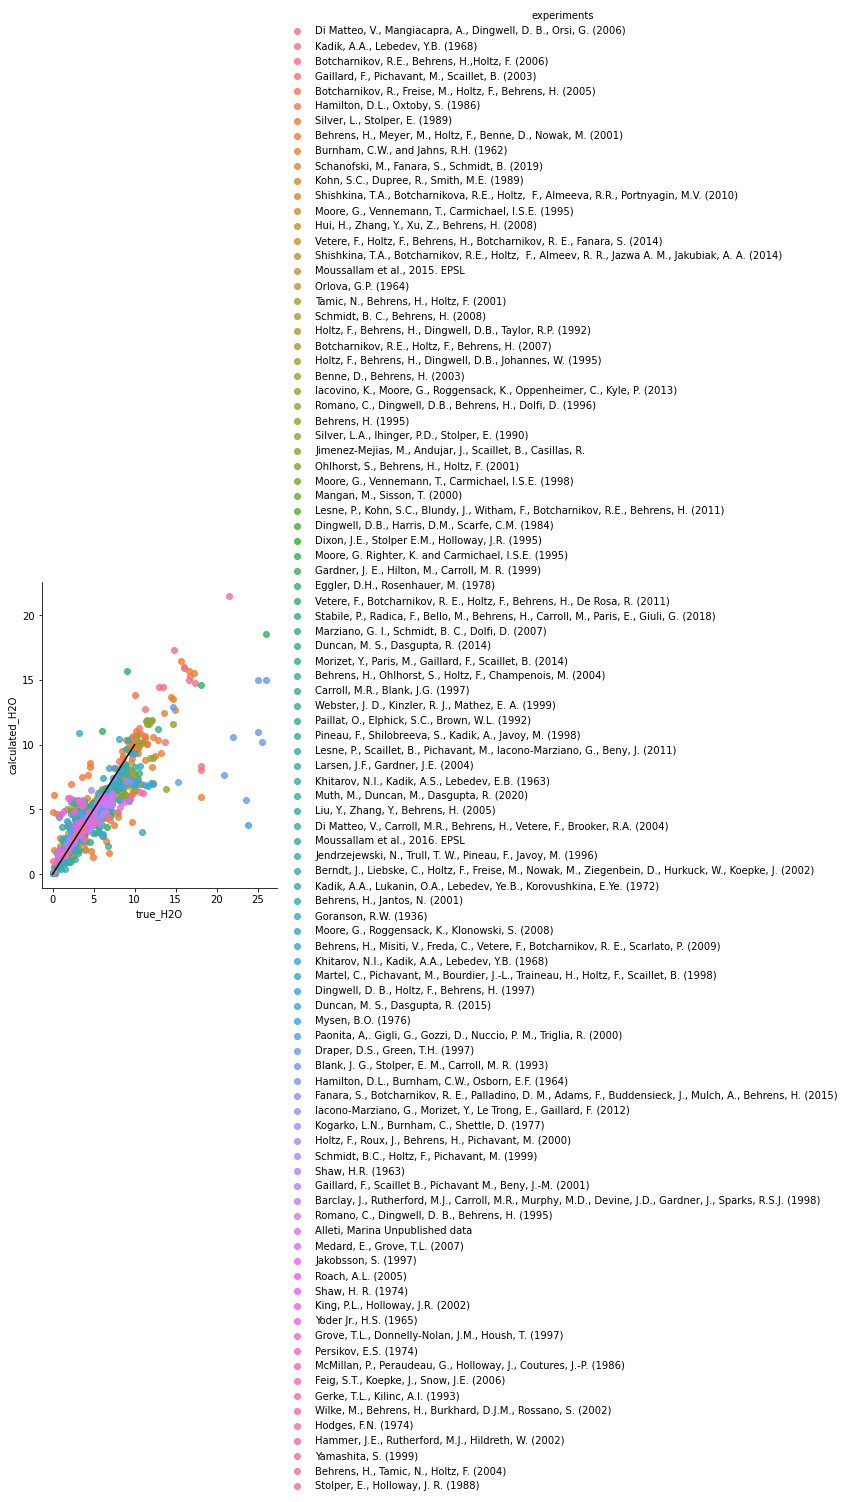 experiments
Di Matteo, V., Mangiacapra, A., Dingwell, D. B., Orsi, G. (2006)
Kadik, A.A., Lebedev, Y.B. (1968)
Botcharnikov, R.E., Behrens, H.,Holtz, F. (2006)
Gaillard, F., Pichavant, M., Scaillet, B. (2003)
Botcharnikov, R., Freise, M., Holtz, F., Behrens, H. (2005)
Hamilton, D.L., Oxtoby, S. (1986)
Silver, L., Stolper, E. (1989)
Behrens, H., Meyer, M., Holtz, F., Benne, D., Nowak, M. (2001)
Burnham, C.W., and Jahns, R.H. (1962)
Schanofski, M., Fanara, S., Schmidt, B. (2019)
Kohn, S.C., Dupree, R., Smith, M.E. (1989)
Shishkina, T.A., Botcharnikova, R.E., Holtz,  F., Almeeva, R.R., Portnyagin, M.V. (2010)
Moore, G., Vennemann, T., Carmichael, I.S.E. (1995)
Hui, H., Zhang, Y., Xu, Z., Behrens, H. (2008)
Vetere, F., Holtz, F., Behrens, H., Botcharnikov, R. E., Fanara, S. (2014)
Shishkina, T.A., Botcharnikov, R.E., Holtz,  F., Almeev, R. R., Jazwa A. M., Jakubiak, A. A. (2014)
Moussallam et al., 2015. EPSL
Orlova, G.P. (1964)
Tamic, N., Behrens, H., Holtz, F. (2001)
Schmidt, B. C., Behrens, H. (2008)
Holtz, F., Behrens, H., Dingwell, D.B., Taylor, R.P. (1992)
Botcharnikov, R.E., Holtz, F., Behrens, H. (2007)
Holtz, F., Behrens, H., Dingwell, D.B., Johannes, W. (1995)
Benne, D., Behrens, H. (2003)
Iacovino, K., Moore, G., Roggensack, K., Oppenheimer, C., Kyle, P. (2013)
Romano, C., Dingwell, D.B., Behrens, H., Dolfi, D. (1996)
Behrens, H. (1995)
Silver, L.A., Ihinger, P.D., Stolper, E. (1990)
Jimenez-Mejias, M., Andujar, J., Scaillet, B., Casillas, R.
Ohlhorst, S., Behrens, H., Holtz, F. (2001)
Moore, G., Vennemann, T., Carmichael, I.S.E. (1998)
Mangan, M., Sisson, T. (2000)
Lesne, P., Kohn, S.C., Blundy, J., Witham, F., Botcharnikov, R.E., Behrens, H. (2011)
Dingwell, D.B., Harris, D.M., Scarfe, C.M. (1984)
Dixon, J.E., Stolper E.M., Holloway, J.R. (1995)
Moore, G. Righter, K. and Carmichael, I.S.E. (1995)
Gardner, J. E., Hilton, M., Carroll, M. R. (1999)
Eggler, D.H., Rosenhauer, M. (1978)
Vetere, F., Botcharnikov, R. E., Holtz, F., Behrens, H., De Rosa, R. (2011)
Stabile, P., Radica, F., Bello, M., Behrens, H., Carroll, M., Paris, E., Giuli, G. (2018)
Marziano, G. I., Schmidt, B. C., Dolfi, D. (2007)
Duncan, M. S., Dasgupta, R. (2014)
Morizet, Y., Paris, M., Gaillard, F., Scaillet, B. (2014)
Behrens, H., Ohlhorst, S., Holtz, F., Champenois, M. (2004)
Carroll, M.R., Blank, J.G. (1997)
Webster, J. D., Kinzler, R. J., Mathez, E. A. (1999)
Paillat, O., Elphick, S.C., Brown, W.L. (1992)
Pineau, F., Shilobreeva, S., Kadik, A., Javoy, M. (1998)
Lesne, P., Scaillet, B., Pichavant, M., Iacono-Marziano, G., Beny, J. (2011)
Larsen, J.F., Gardner, J.E. (2004)
Khitarov, N.I., Kadik, A.S., Lebedev, E.B. (1963)
Muth, M., Duncan, M., Dasgupta, R. (2020)
Liu, Y., Zhang, Y., Behrens, H. (2005)
Di Matteo, V., Carroll, M.R., Behrens, H., Vetere, F., Brooker, R.A. (2004)
Moussallam et al., 2016. EPSL
Jendrzejewski, N., Trull, T. W., Pineau, F., Javoy, M. (1996)
Berndt, J., Liebske, C., Holtz, F., Freise, M., Nowak, M., Ziegenbein, D., Hurkuck, W., Koepke, J. (2002)
Kadik, A.A., Lukanin, O.A., Lebedev, Ye.B., Korovushkina, E.Ye. (1972)
Behrens, H., Jantos, N. (2001)
Goranson, R.W. (1936)
Moore, G., Roggensack, K., Klonowski, S. (2008)
Behrens, H., Misiti, V., Freda, C., Vetere, F., Botcharnikov, R. E., Scarlato, P. (2009)
Khitarov, N.I., Kadik, A.A., Lebedev, Y.B. (1968)
Martel, C., Pichavant, M., Bourdier, J.-L., Traineau, H., Holtz, F., Scaillet, B. (1998)
Dingwell, D. B., Holtz, F., Behrens, H. (1997)
Duncan, M. S., Dasgupta, R. (2015)
Mysen, B.O. (1976)
Paonita, A,. Gigli, G., Gozzi, D., Nuccio, P. M., Triglia, R. (2000)
Draper, D.S., Green, T.H. (1997)
Blank, J. G., Stolper, E. M., Carroll, M. R. (1993)
Hamilton, D.L., Burnham, C.W., Osborn, E.F. (1964)
Fanara, S., Botcharnikov, R. E., Palladino, D. M., Adams, F., Buddensieck, J., Mulch, A., Behrens, H. (2015)
Iacono-Marziano, G., Morizet, Y., Le Trong, E., Gaillard, F. (2012)
Kogarko, L.N., Burnham, C., Shettle, D. (1977)
Holtz, F., Roux, J., Behrens, H., Pichavant, M. (2000)
Schmidt, B.C., Holtz, F., Pichavant, M. (1999)
Shaw, H.R. (1963)
Gaillard, F., Scaillet B., Pichavant M., Beny, J.-M. (2001)
Barclay, J., Rutherford, M.J., Carroll, M.R., Murphy, M.D., Devine, J.D., Gardner, J., Sparks, R.S.J. (1998)
Romano, C., Dingwell, D. B., Behrens, H. (1995)
Alleti, Marina Unpublished data
Medard, E., Grove, T.L. (2007)
Jakobsson, S. (1997)
Roach, A.L. (2005)
Shaw, H. R. (1974)
King, P.L., Holloway, J.R. (2002)
Yoder Jr., H.S. (1965)
Grove, T.L., Donnelly-Nolan, J.M., Housh, T. (1997)
Persikov, E.S. (1974)
McMillan, P., Peraudeau, G., Holloway, J., Coutures, J.-P. (1986)
Feig, S.T., Koepke, J., Snow, J.E. (2006)
Gerke, T.L., Kilinc, A.I. (1993)
Wilke, M., Behrens, H., Burkhard, D.J.M., Rossano, S. (2002)
Hodges, F.N. (1974)
Hammer, J.E., Rutherford, M.J., Hildreth, W. (2002)
Yamashita, S. (1999)
Behrens, H., Tamic, N., Holtz, F. (2004)
Stolper, E., Holloway, J. R. (1988)
calculated_H2O
20
15
10
5
0
0 5 10 15 20 25
true_H2O